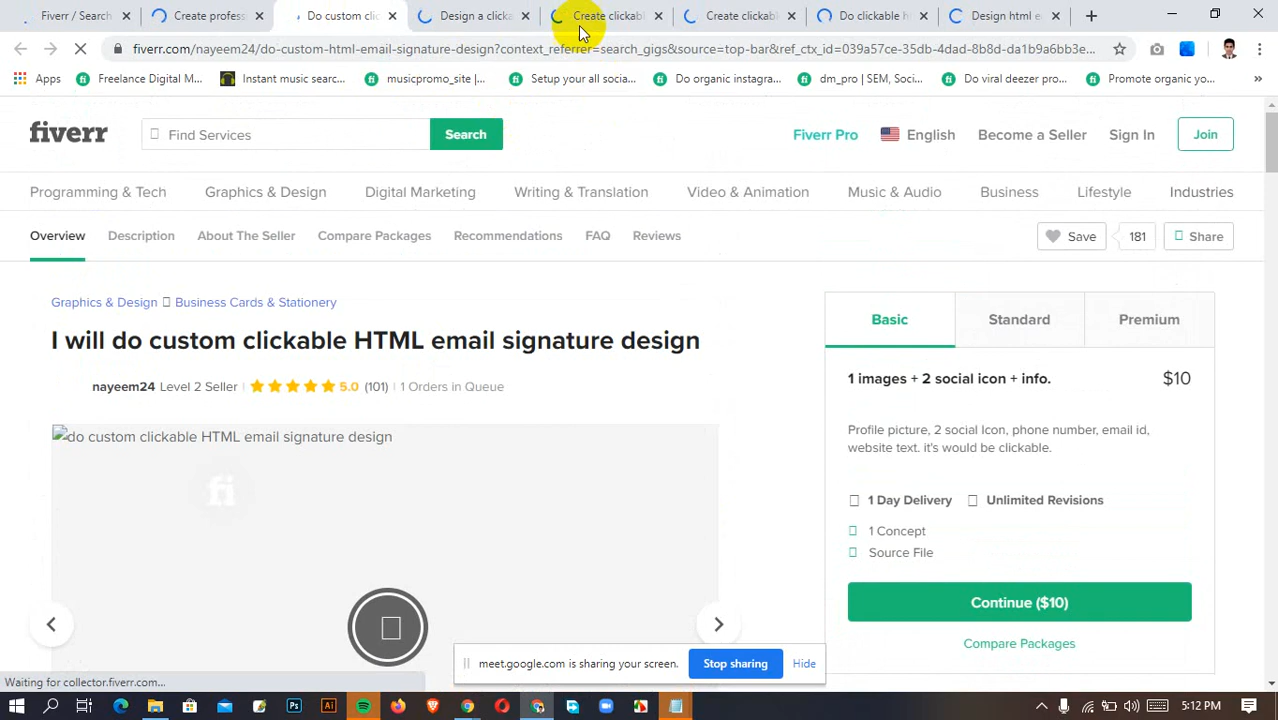 Fiverr / Search
Create profess
Do custom clic
Design a clicka
Create clickab
Create clickab
Do clickable h
Design html e
fiverr.com/nayeem24/do-custom-html-email-signature-design?context_referrer=search_gigs&source=top-bar&ref_ctx_id=039a57ce-35db-4dad-8b8d-da1b9a6bb3e...
Apps
Freelance Digital M...
Instant music searc...
musicpromo_site |...
Setup your all socia...
Do organic instagra...
dm_pro | SEM, Soci...
Do viral deezer pro...
Promote organic yo...
fiverr
Find Services
Search
Fiverr Pro
English
Become a Seller
Sign In
Join
Programming & Tech
Graphics & Design
Digital Marketing
Writing & Translation
Video & Animation
Music & Audio
Business
Lifestyle
Industries
Overview
Description
About The Seller
Compare Packages
Recommendations
FAQ
Reviews
Save
181
Share
Graphics & Design
Business Cards & Stationery
I will do custom clickable HTML email signature design
nayeem24 Level 2 Seller
5.0 (101)
1 Orders in Queue
do custom clickable HTML email signature design
fi
Basic
Standard
Premium
1 images + 2 social icon + info.
$10
Profile picture, 2 social Icon, phone number, email id,
website text. it's would be clickable.
1 Day Delivery
Unlimited Revisions
1 Concept
Source File
Continue ($10)
Compare Packages
meet.google.com is sharing your screen.
Stop sharing
Hide
Waiting for collector.fiverr.com...
5:12 PM